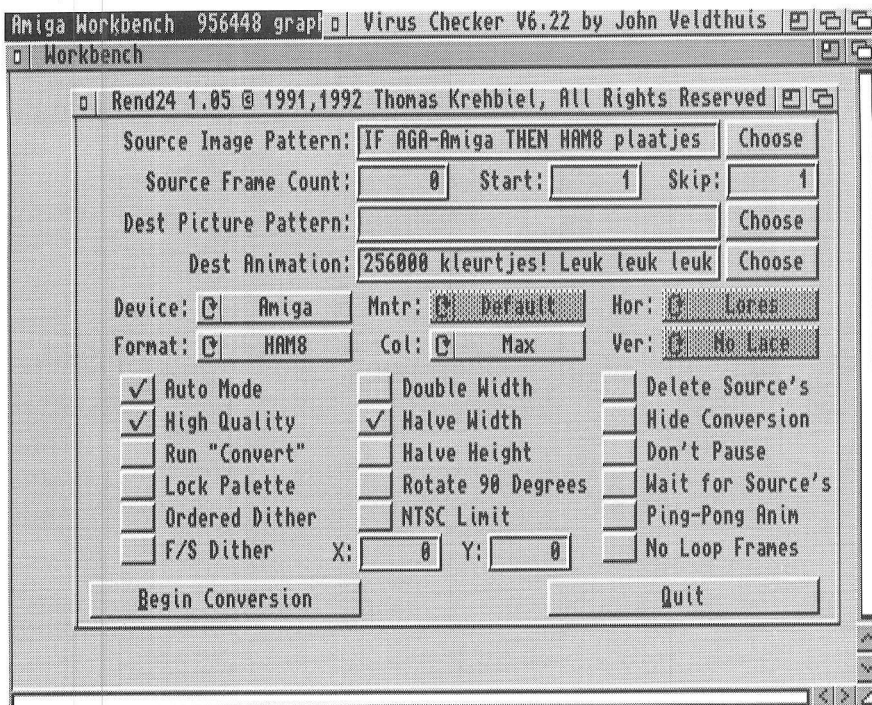 Amiga Workbench 956448 grap
Virus Checker V6.22 by John Veldthuis
Workbench
Rend24 1.05 © 1991,1992 Thomas Krehbiel, All Rights Reserved
Source Image Pattern: IF AGA-Amiga THEN HAM8 plaatjes Choose
Source Frame Count: 0 Start: 1 Skip: 1
Dest Picture Pattern: Choose
Dest Animation: 256000 kleurtjes! Leuk leuk leuk Choose
Device: Amiga Mntr: Default Hor: Lores
Format: HAM8 Col: Max Ver: No Lace
Auto Mode Double Width Delete Source's
High Quality Halve Width Hide Conversion
Run "Convert" Halve Height Don't Pause
Lock Palette Rotate 90 Degrees Wait for Source's
Ordered Dither NTSC Limit Ping-Pong Anim
F/S Dither X: 0 Y: 0 No Loop Frames
Begin Conversion Quit